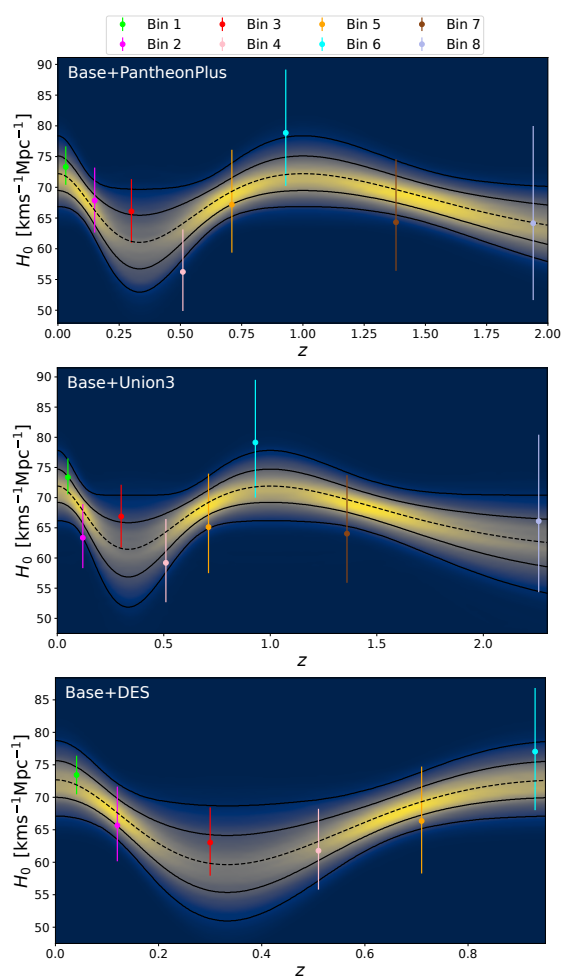 Bin 1 Bin 3 Bin 5 Bin 7
Bin 2 Bin 4 Bin 6 Bin 8
Base+PantheonPlus
90
85
80
75
70
65
60
55
50
H₀ [kms⁻¹Mpc⁻¹]
0.00 0.25 0.50 0.75 1.00 1.25 1.50 1.75 2.00
z
Base+Union3
90
85
80
75
70
65
60
55
50
H₀ [kms⁻¹Mpc⁻¹]
0.0 0.5 1.0 1.5 2.0
z
Base+DES
85
80
75
70
65
60
55
50
H₀ [kms⁻¹Mpc⁻¹]
0.0 0.2 0.4 0.6 0.8
z